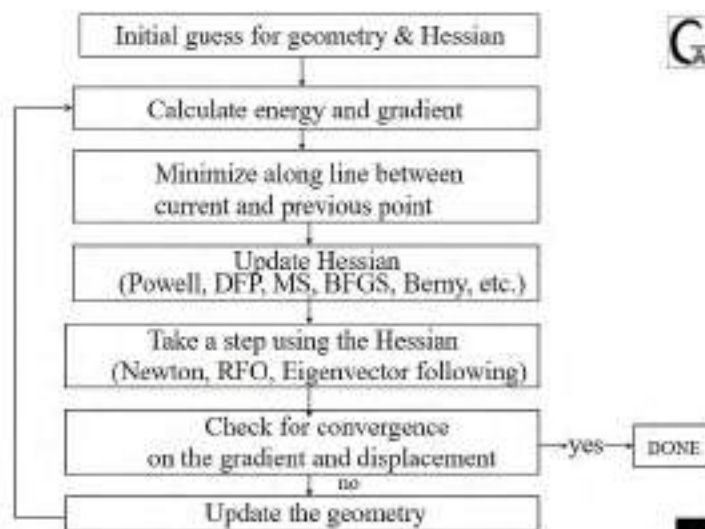 Initial guess for geometry & Hessian
Calculate energy and gradient
Minimize along line between
current and previous point
Update Hessian
(Powell, DFP, MS, BFGS, Berny, etc.)
Take a step using the Hessian
(Newton, RFO, Eigenvector following)
Check for convergence
on the gradient and displacement
yes
DONE
no
Update the geometry